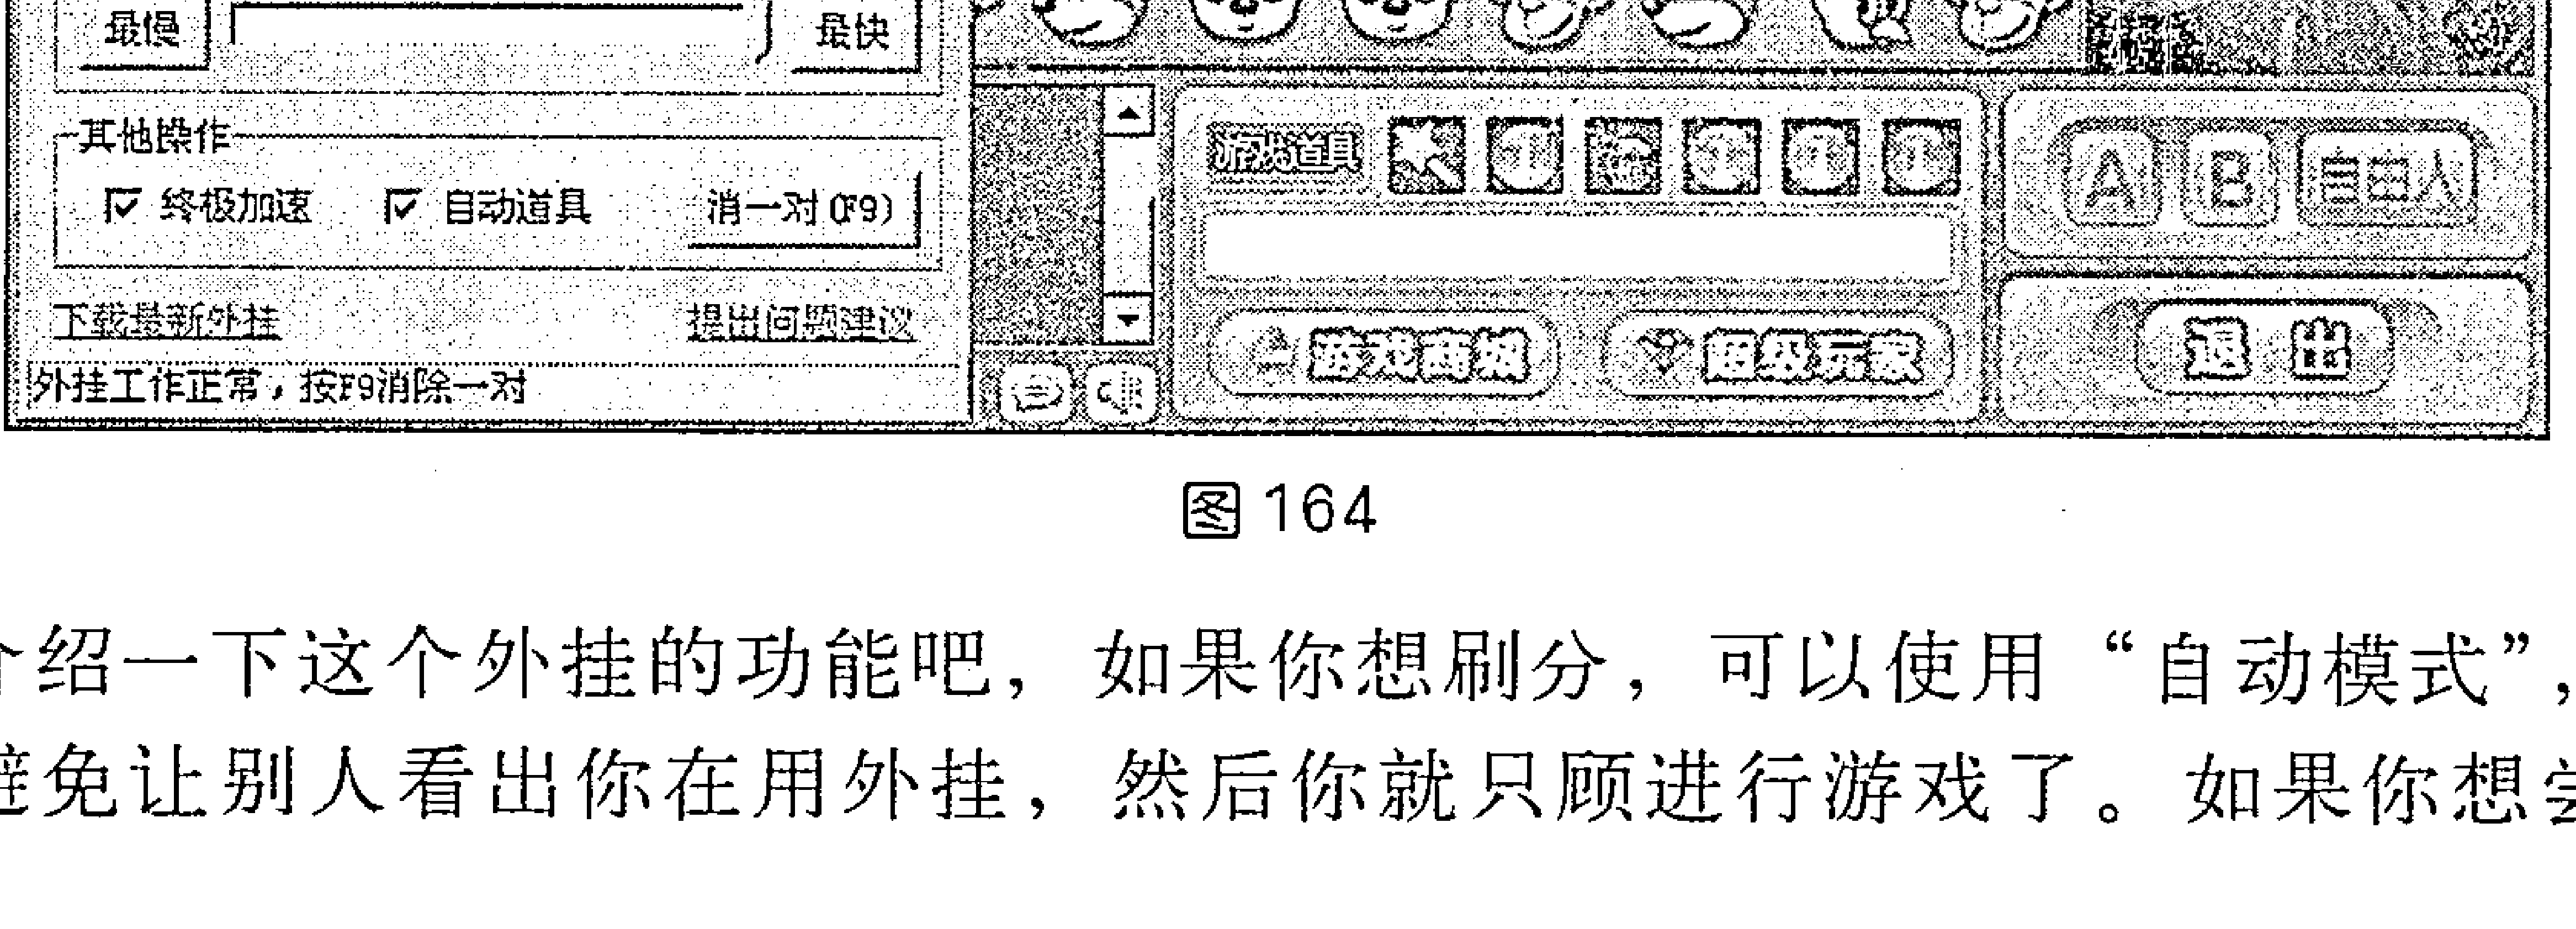 最慢 最快
其他操作
终极加速 自动道具 消一对(F9)
下载最新外挂 提出问题建议
外挂工作正常，按F9消除一对
游戏道具
游戏商城 超级玩家
A B
退出
图 164
介绍一下这个外挂的功能吧，如果你想刷分，可以使用“自动模式”，
避免让别人看出你在用外挂，然后你就只顾进行游戏了。如果你想尝